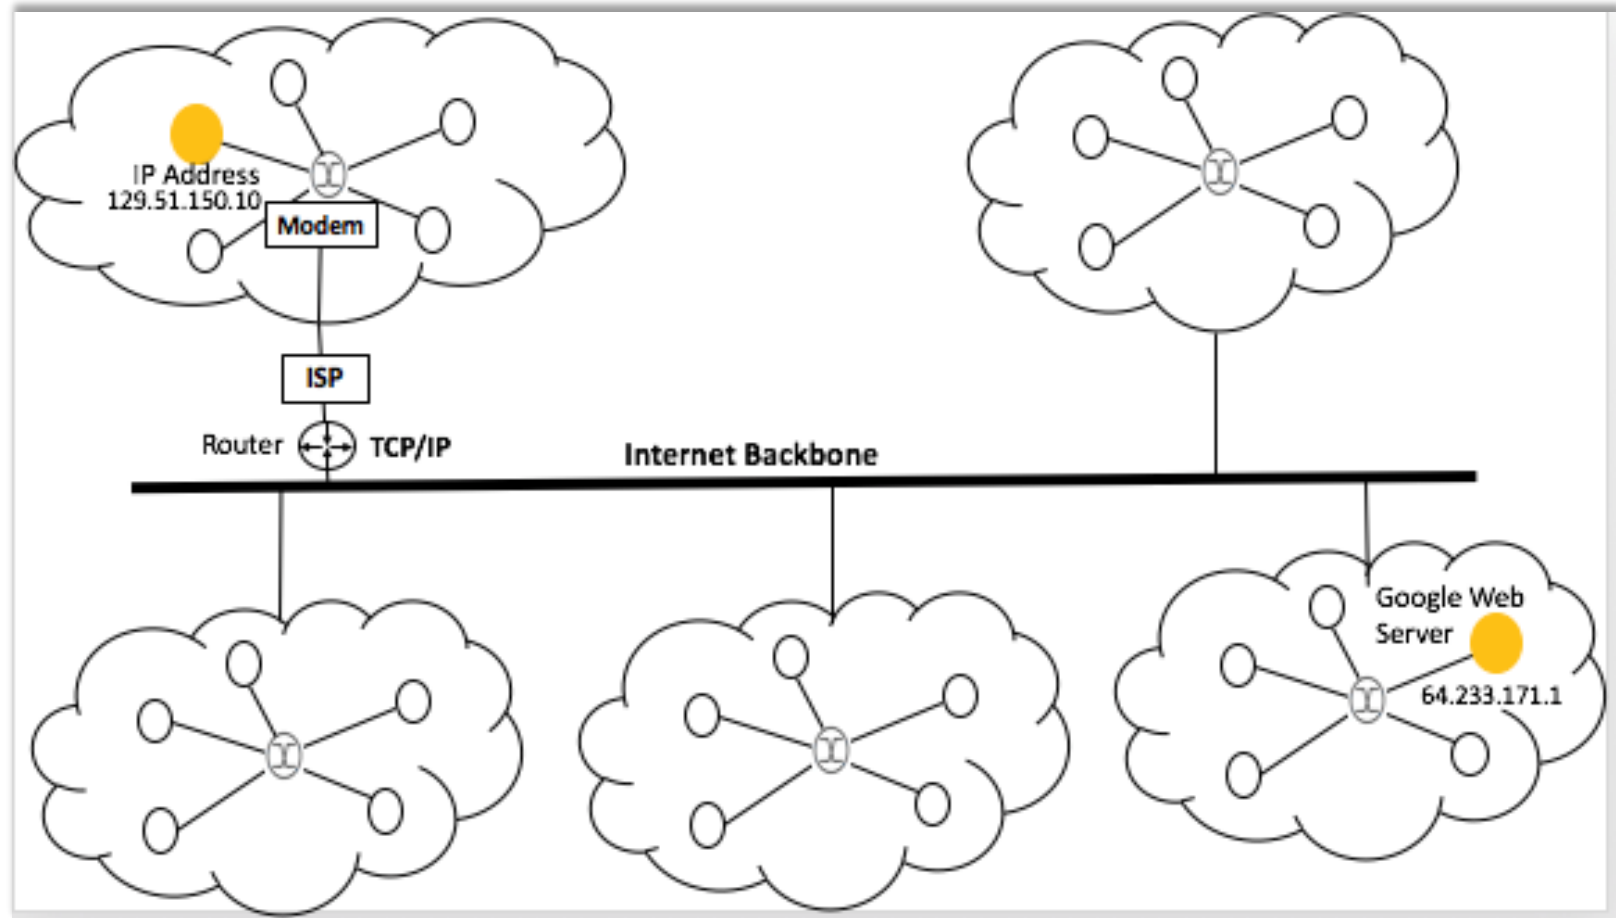 IP Address
129.51.150.10
Modem
ISP
Router
TCP/IP
Internet Backbone
Google Web
Server
64.233.171.1